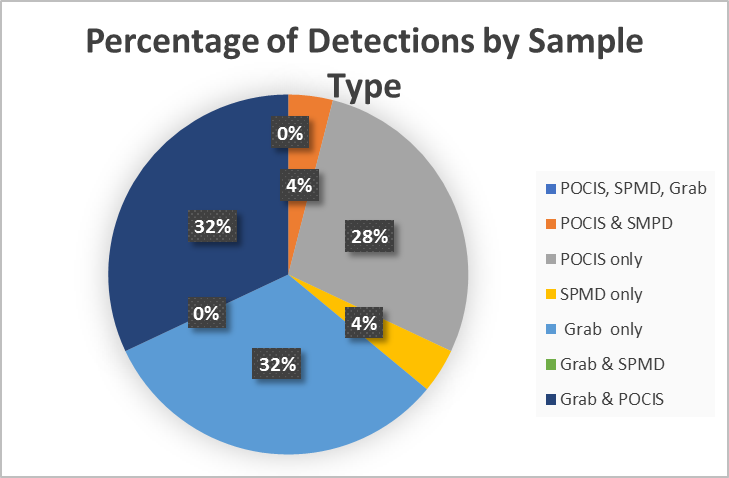 Percentage of Detections by Sample
Type
0%
4%
32%
28%
0%
4%
32%
POCIS, SPMD, Grab
POCIS & SMPD
POCIS only
SPMD only
Grab only
Grab & SPMD
Grab & POCIS